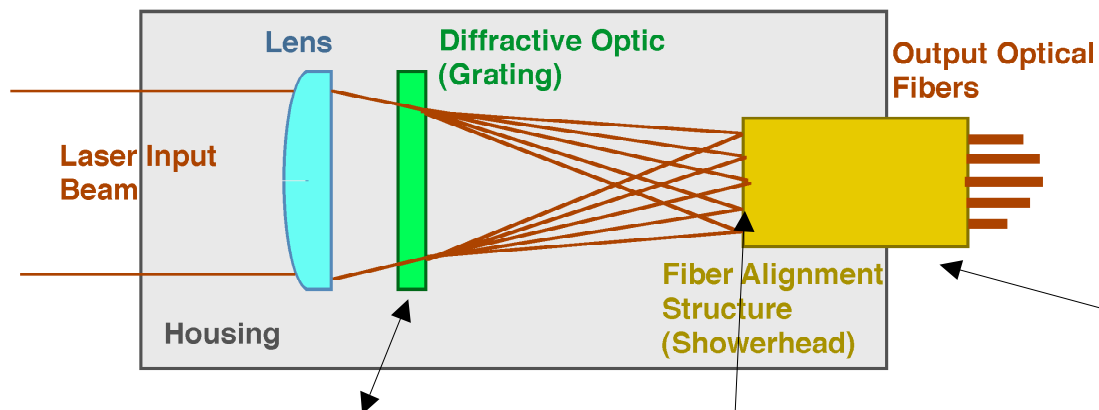 Lens
Diffractive Optic
(Grating)
Output Optical
Fibers
Laser Input
Beam
Fiber Alignment
Structure
(Showerhead)
Housing